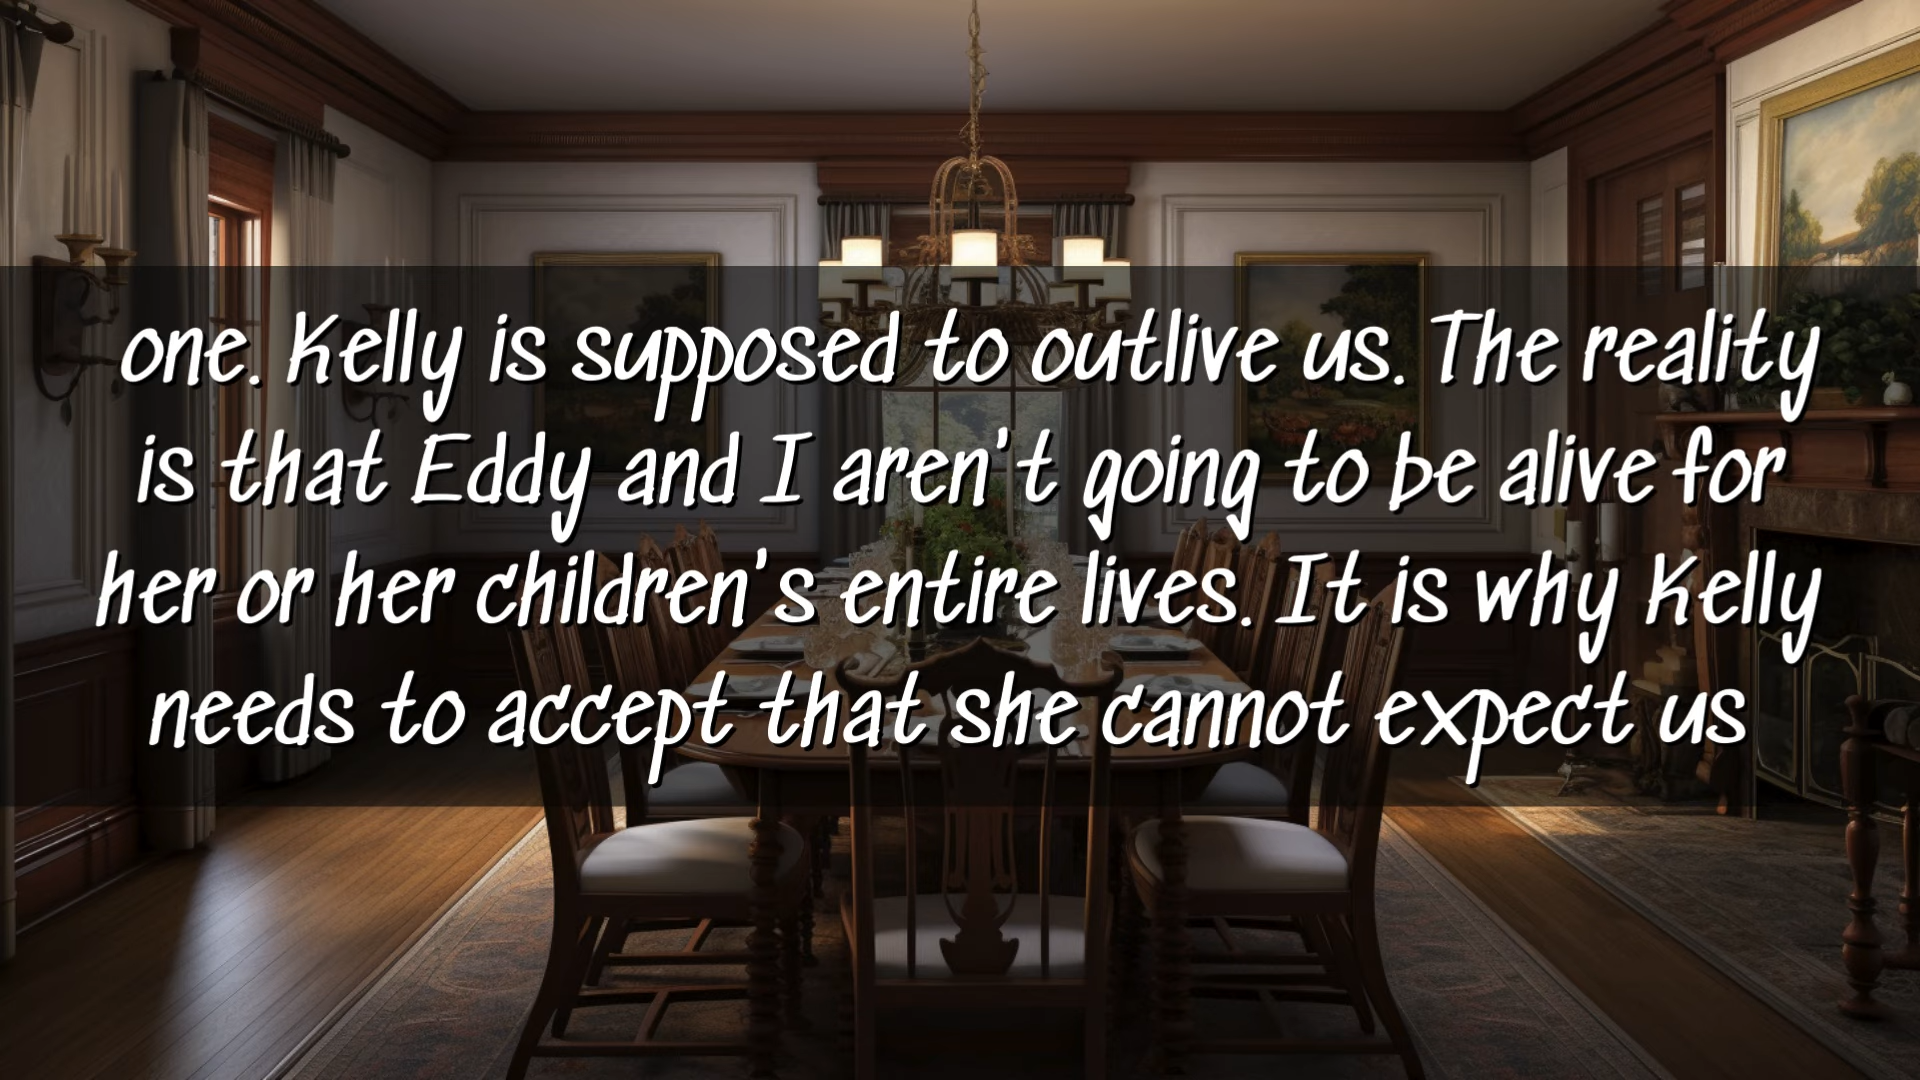 one. Kelly is supposed to outlive us. The reality
is that Eddy and I aren't going to be alive for
her or her children's entire lives. It is why Kelly
needs to accept that she cannot expect us